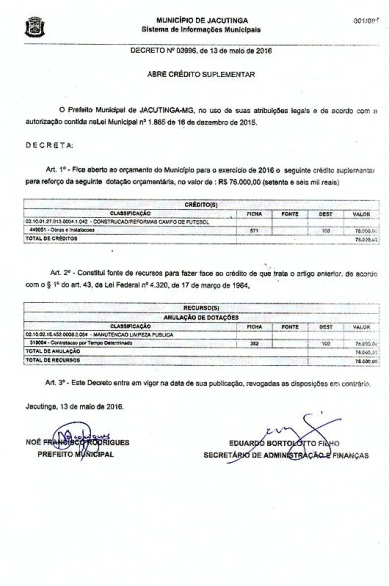 MUNICÍPIO DE JACUTINGA
001/001
Sistema de Informações Municipais
DECRETO Nº 03996, de 13 de maio de 2016
ABRE CRÉDITO SUPLEMENTAR
O Prefeito Municipal de JACUTINGA-MG, no uso de suas atribuições legais e de acordo com a
autorização contida naLei Municipal nº 1.865 de 16 de dezembro de 2015.
D E C R E T A:
Art. 1º - Fica aberto ao orçamento do Município para o exercício de 2016 o seguinte crédito suplementar
para reforço da seguinte dotação orçamentária, no valor de : R$ 76.000,00 (setenta e seis mil reais)
CRÉDITO(S)
CLASSIFICAÇÃO FICHA FONTE DEST VALOR
02.10.01.27.813.0004.1.042 - CONSTRUCAO/REFORMAS CAMPO DE FUTEBOL
449051 - Obras e Instalacoes 571 100 76.000,00
TOTAL DE CRÉDITOS 76.000,00
Art. 2º - Constitui fonte de recursos para fazer face ao crédito de que trata o artigo anterior, de acordo
com o § 1º do art. 43, da Lei Federal nº 4.320, de 17 de março de 1964,
RECURSO(S)
ANULAÇÃO DE DOTAÇÕES
CLASSIFICAÇÃO FICHA FONTE DEST VALOR
02.10.02.15.452.0008.2.054 - MANUTENCAO LIMPEZA PUBLICA
319004 - Contratacao por Tempo Determinado 382 100 76.000,00
TOTAL DE ANULAÇÃO 76.000,00
TOTAL DE RECURSOS 76.000,00
Art. 3º - Este Decreto entra em vigor na data de sua publicação, revogadas as disposições em contrário.
Jacutinga, 13 de maio de 2016.
NOÉ FRANCISCO RODRIGUES
PREFEITO MUNICIPAL
EDUARDO BORTOLOTTO FILHO
SECRETÁRIO DE ADMINISTRAÇÃO E FINANÇAS